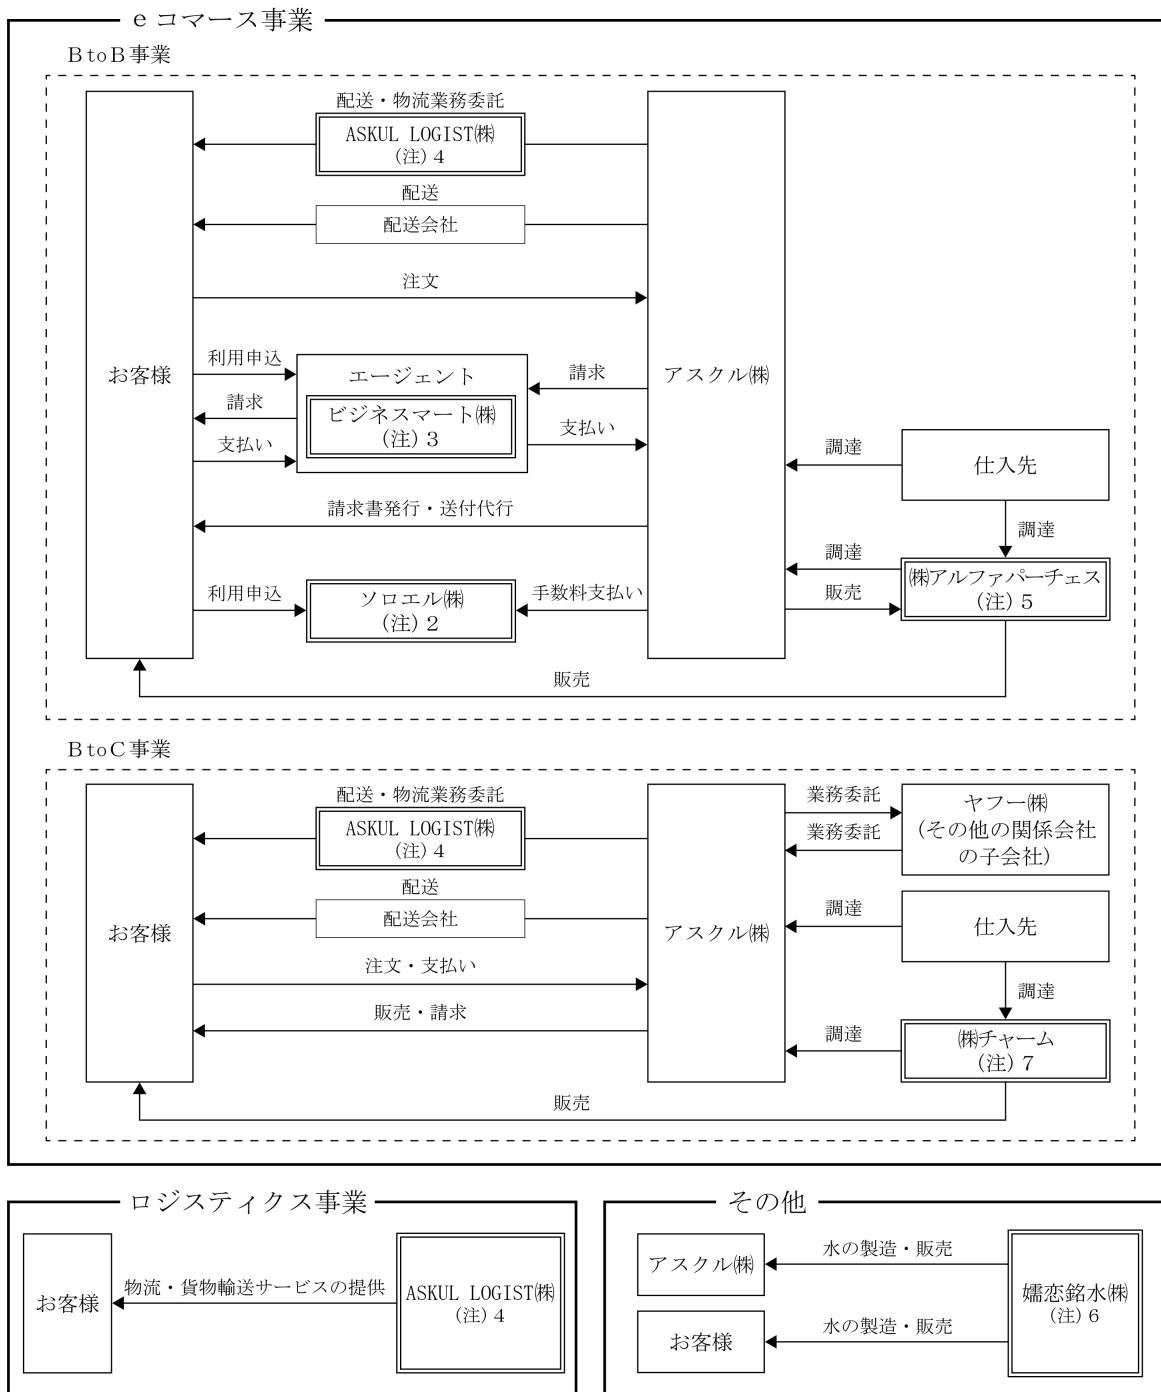 eコマース事業
BtoB事業
配送・物流業務委託
ASKUL LOGIST㈱
(注)４
配送
配送会社
注文
お客様
利用申込
請求
支払い
エージェント
ビジネスマート㈱
(注)３
請求
支払い
アスクル㈱
調達
仕入先
調達
請求書発行・送付代行
調達
販売
㈱アルファパーチェス
(注)５
利用申込
ソロエル㈱
(注)２
手数料支払い
販売
BtoC事業
配送・物流業務委託
ASKUL LOGIST㈱
(注)４
配送
配送会社
お客様
アスクル㈱
業務委託
業務委託
ヤフー㈱
(その他の関係会社
の子会社)
調達
仕入先
調達
注文・支払い
販売・請求
調達
㈱チャーム
(注)７
販売
ロジスティクス事業
お客様
物流・貨物輸送サービスの提供
ASKUL LOGIST㈱
(注)４
その他
アスクル㈱
水の製造・販売
お客様
水の製造・販売
嬬恋銘水㈱
(注)６